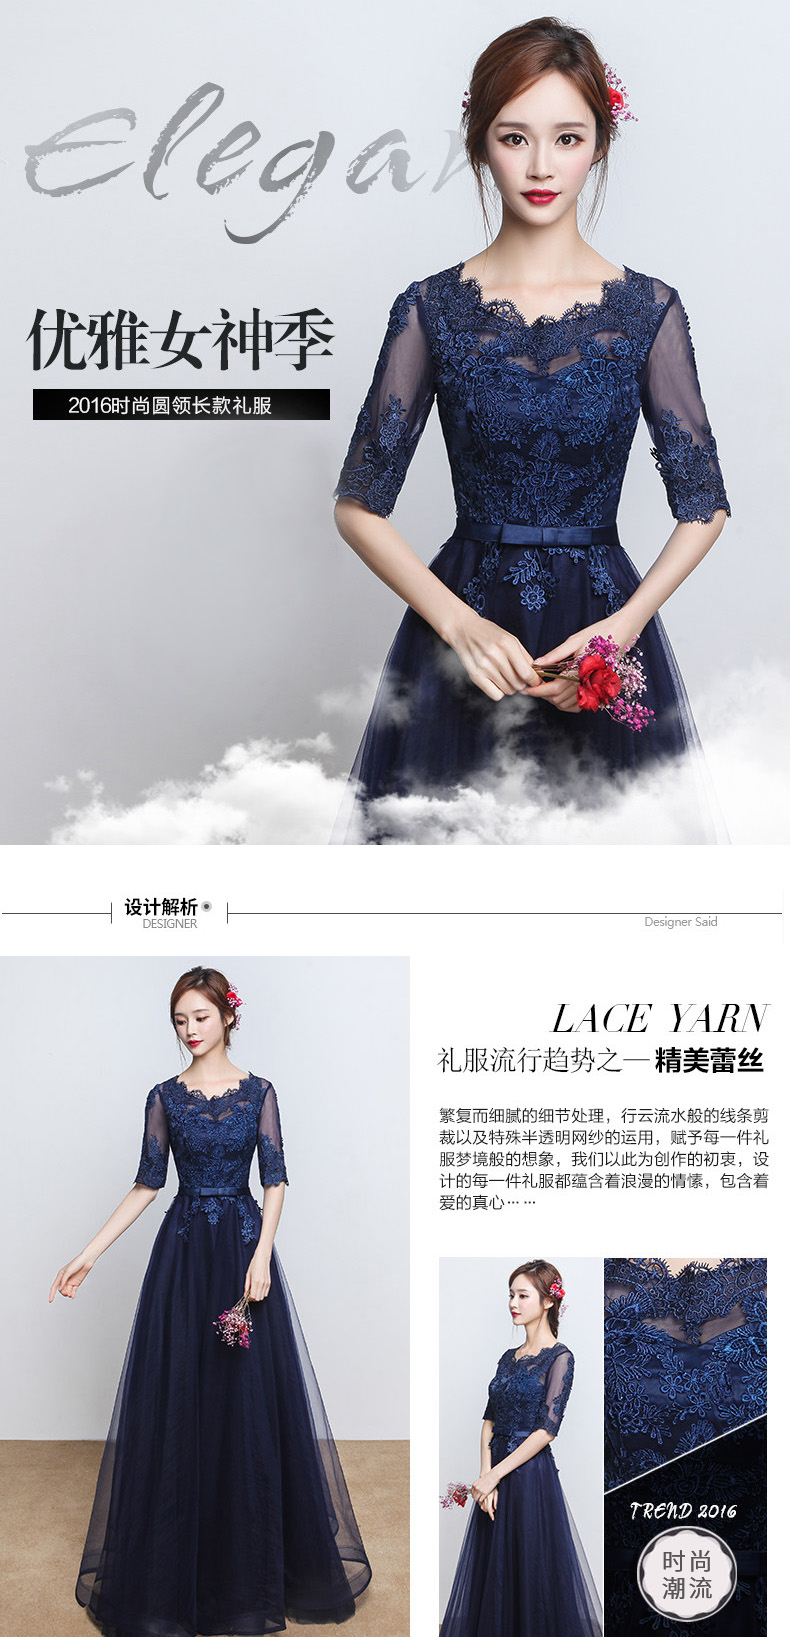 Elegan
优雅女神季
2016时尚圆领长款礼服
设计解析
DESIGNER
Designer Said
LACE YARN
礼服流行趋势之—精美蕾丝
繁复而细腻的细节处理，行云流水般的线条剪
裁以及特殊半透明网纱的运用，赋予每一件礼
服梦境般的想象，我们以此为创作的初衷，设
计的每一件礼服都蕴含着浪漫的情愫，包含着
爱的真心……
TREND 2016
时尚
潮流